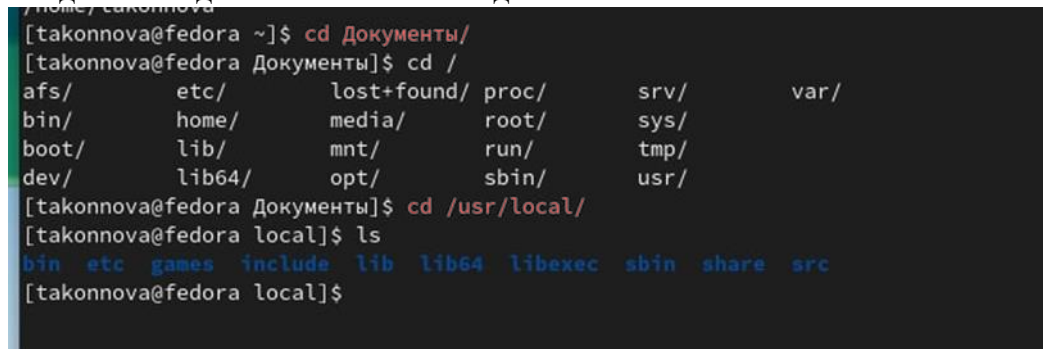 /home/takonnova
[takonnova@fedora ~]$ cd Документы/
[takonnova@fedora Документы]$ cd /
afs/ etc/ lost+found/ proc/ srv/ var/
bin/ home/ media/ root/ sys/
boot/ lib/ mnt/ run/ tmp/
dev/ lib64/ opt/ sbin/ usr/
[takonnova@fedora Документы]$ cd /usr/local/
[takonnova@fedora local]$ ls
bin etc games include lib lib64 libexec sbin share src
[takonnova@fedora local]$